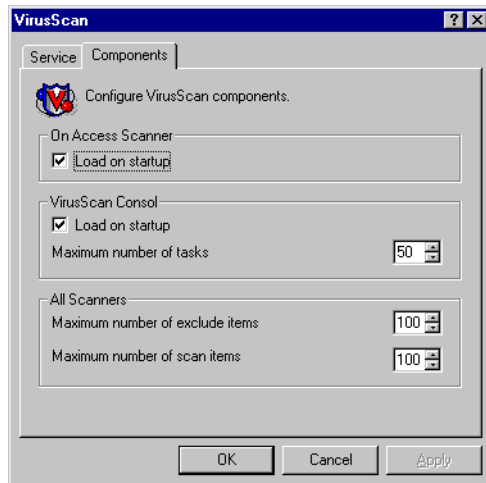 VirusScan
Service Components
Configure VirusScan components.
On Access Scanner
Load on startup
VirusScan Consol
Load on startup
Maximum number of tasks 50
All Scanners
Maximum number of exclude items 100
Maximum number of scan items 100
OK Cancel Apply